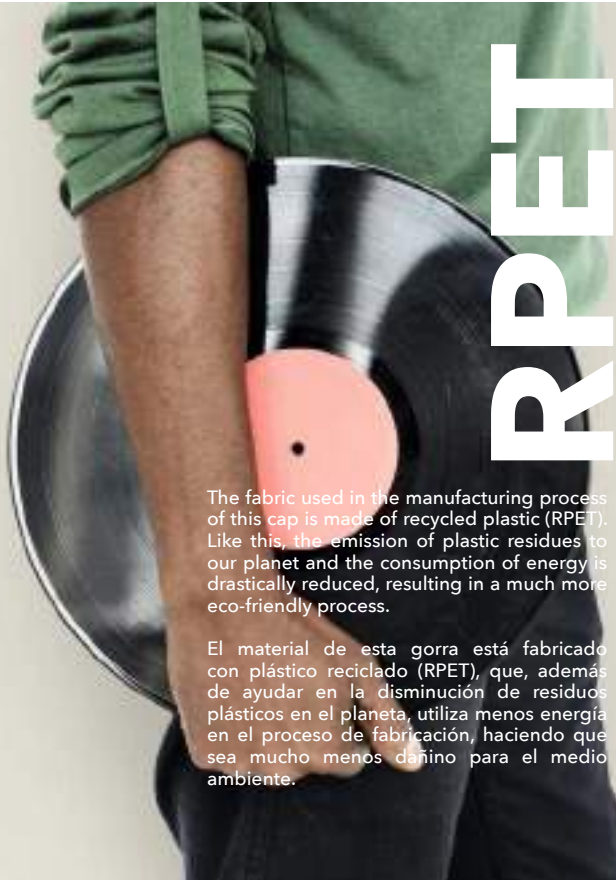 RPET
The fabric used in the manufacturing process
of this cap is made of recycled plastic (RPET).
Like this, the emission of plastic residues to
our planet and the consumption of energy is
drastically reduced, resulting in a much more
eco-friendly process.
El material de esta gorra está fabricado
con plástico reciclado (RPET), que, además
de ayudar en la disminución de residuos
plásticos en el planeta, utiliza menos energía
en el proceso de fabricación, haciendo que
sea mucho menos dañino para el medio
ambiente.